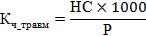 Кч_травм = НС × 1000
Р